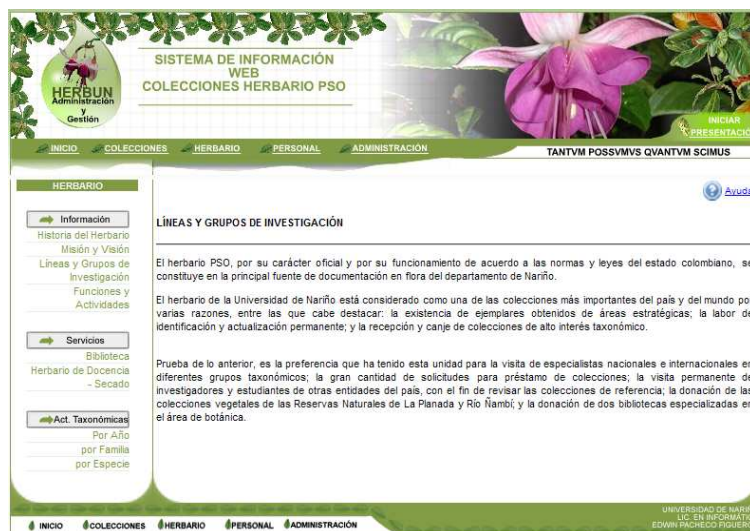 HERBUN
Administración
y
Gestión
SISTEMA DE INFORMACIÓN
WEB
COLECCIONES HERBARIO PSO
INICIAR
PRESENTACIÓ
INICIO COLECCIONES HERBARIO PERSONAL ADMINISTRACIÓN
TANTVM POSSVMVS QVANTVM SCIMUS
HERBARIO
Información
Historia del Herbario
Misión y Visión
Líneas y Grupos de
Investigación
Funciones y
Actividades
Servicios
Biblioteca
Herbario de Docencia
- Secado
Act. Taxonómicas
Por Año
por Familia
por Especie
Ayuda
LÍNEAS Y GRUPOS DE INVESTIGACIÓN
El herbario PSO, por su carácter oficial y por su funcionamiento de acuerdo a las normas y leyes del estado colombiano, se
constituye en la principal fuente de documentación en flora del departamento de Nariño.
El herbario de la Universidad de Nariño está considerado como una de las colecciones más importantes del país y del mundo po
varias razones, entre las que cabe destacar: la existencia de ejemplares obtenidos de áreas estratégicas; la labor de
identificación y actualización permanente; y la recepción y canje de colecciones de alto interés taxonómico.
Prueba de lo anterior, es la preferencia que ha tenido esta unidad para la visita de especialistas nacionales e internacionales en
diferentes grupos taxonómicos; la gran cantidad de solicitudes para préstamo de colecciones; la visita permanente de
investigadores y estudiantes de otras entidades del país, con el fin de revisar las colecciones de referencia; la donación de las
colecciones vegetales de las Reservas Naturales de La Planada y Río Ñambí; y la donación de dos bibliotecas especializadas en
el área de botánica.
INICIO COLECCIONES HERBARIO PERSONAL ADMINISTRACIÓN
UNIVERSIDAD DE NARIÑ
LIC. EN INFORMÁTIC
EDWIN PACHECO FIGUERO